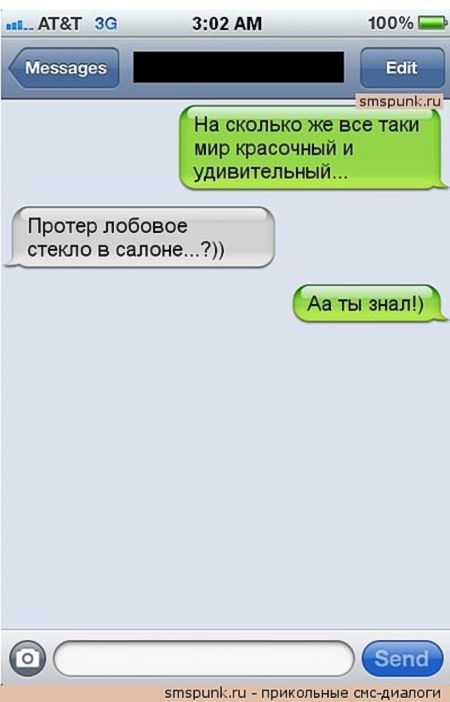 AT&T 3G 3:02 AM 100%
Messages Edit
smspunk.ru
На сколько же все таки
мир красочный и
удивительный...
Протер лобовое
стекло в салоне...?))
Аа ты знал!)
Send
smspunk.ru - прикольные смс-диалоги